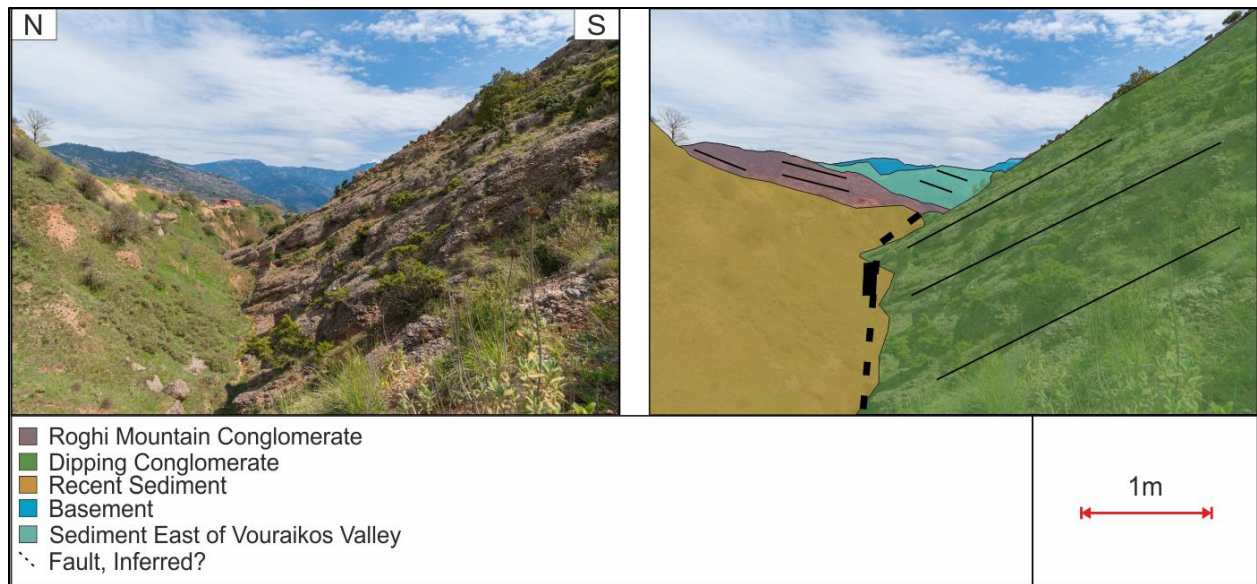 N
S
Roghi Mountain Conglomerate
Dipping Conglomerate
Recent Sediment
Basement
Sediment East of Vouraikos Valley
Fault, Inferred?
1m